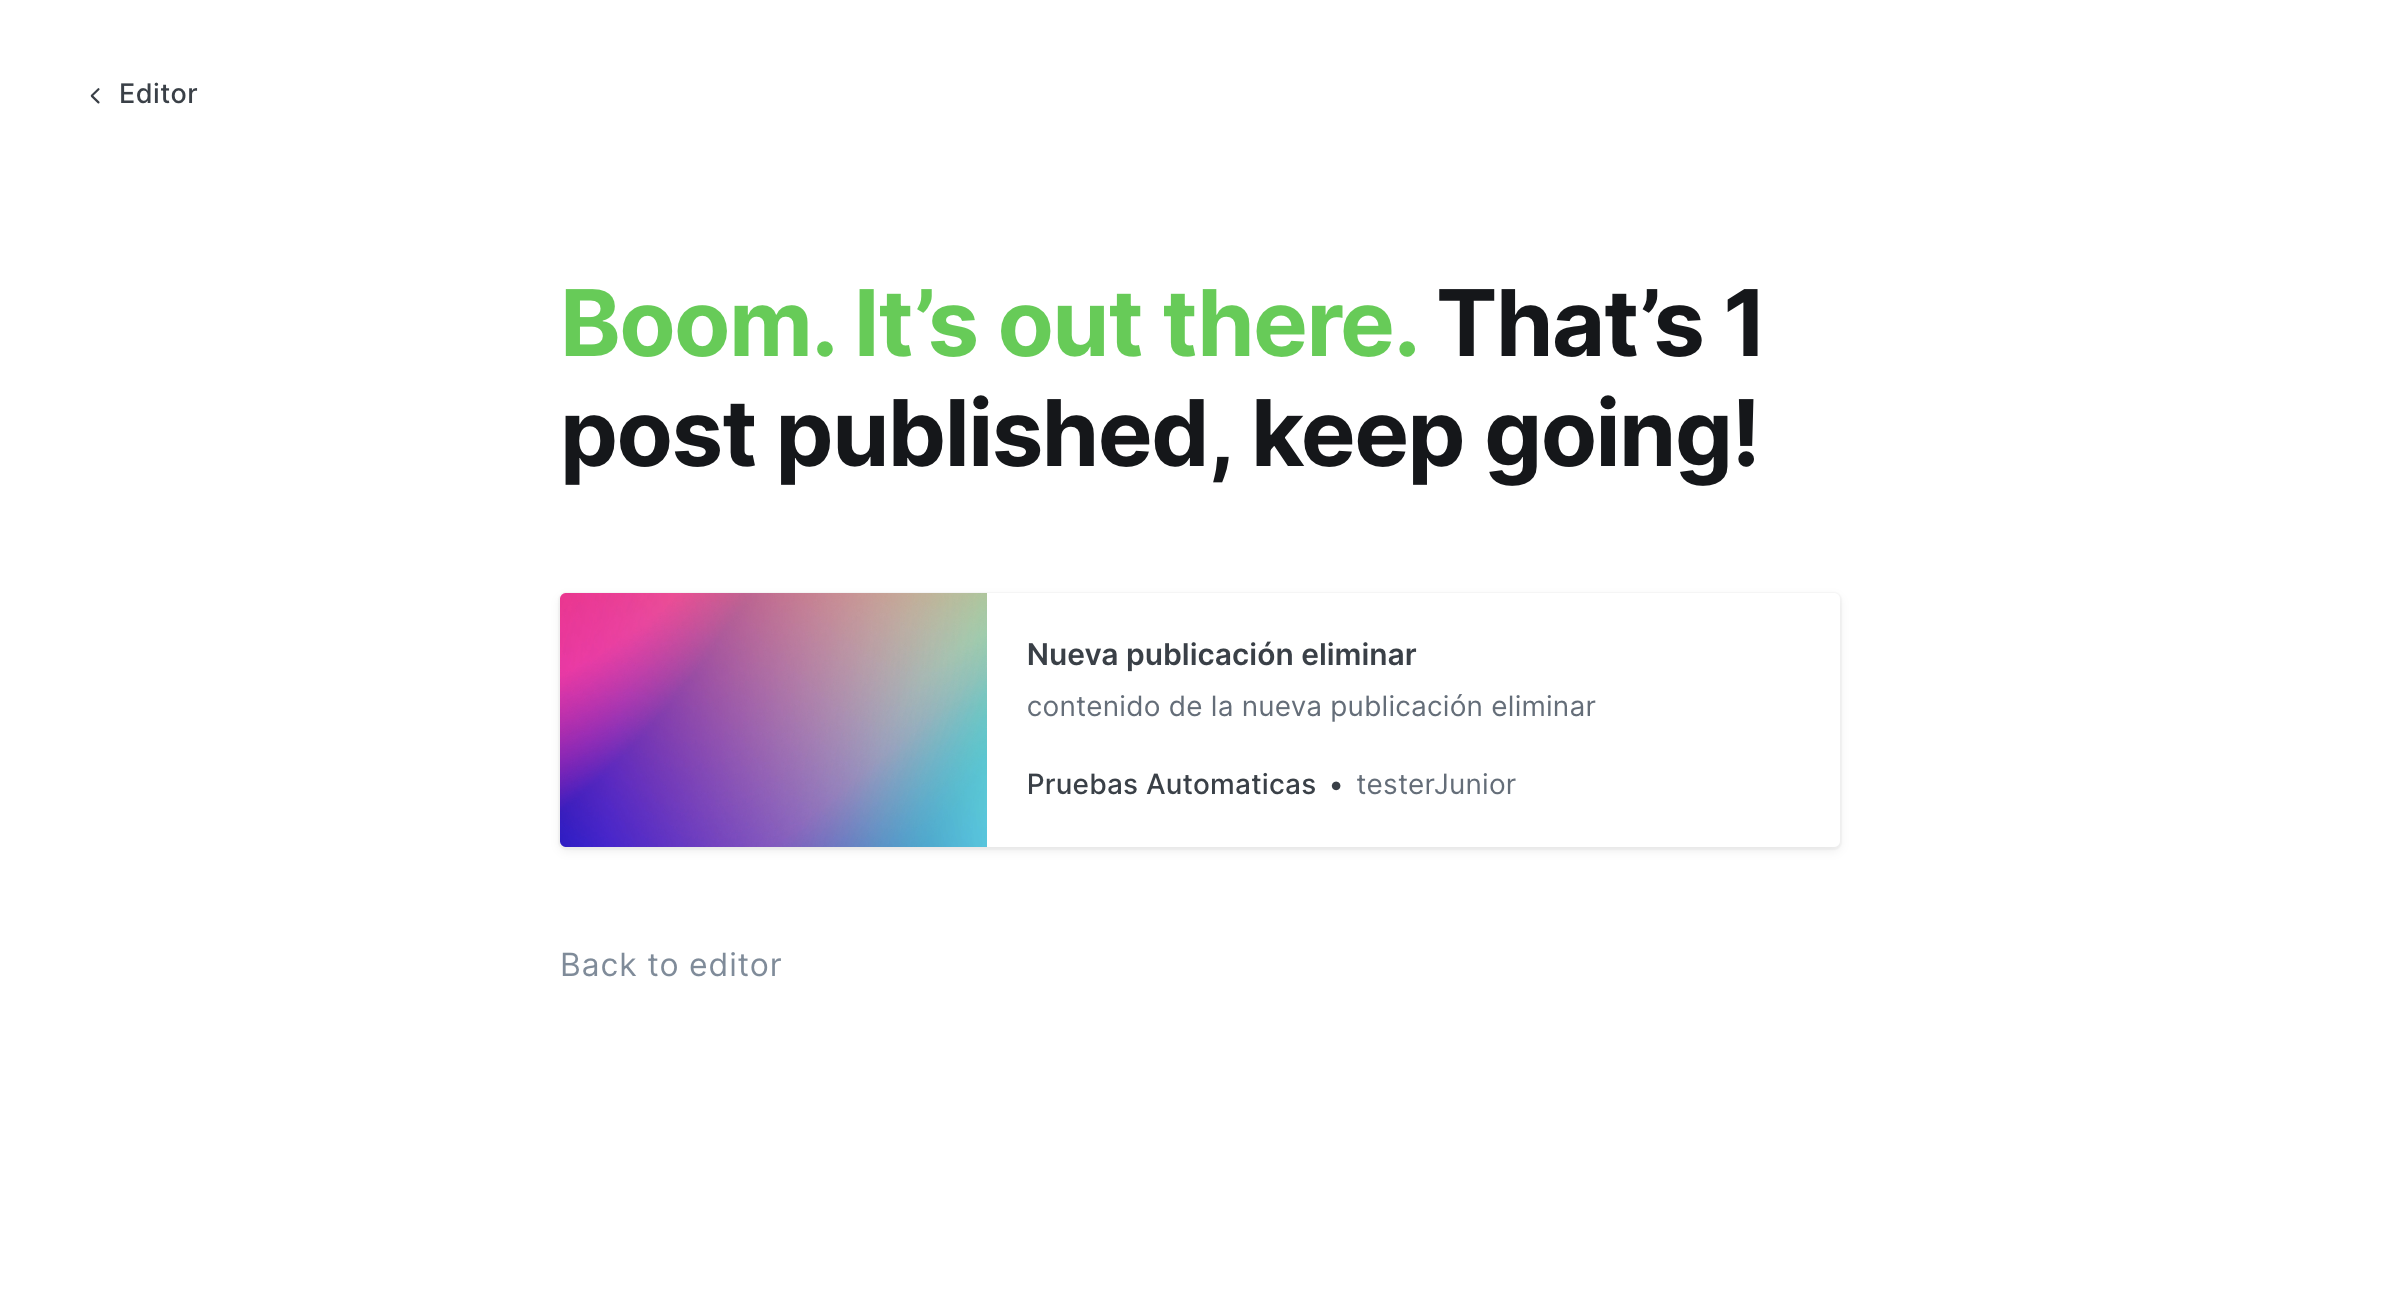 Editor
Boom. It’s out there. That’s 1
post published, keep going!
Nueva publicación eliminar
contenido de la nueva publicación eliminar
Pruebas Automaticas • testerJunior
Back to editor